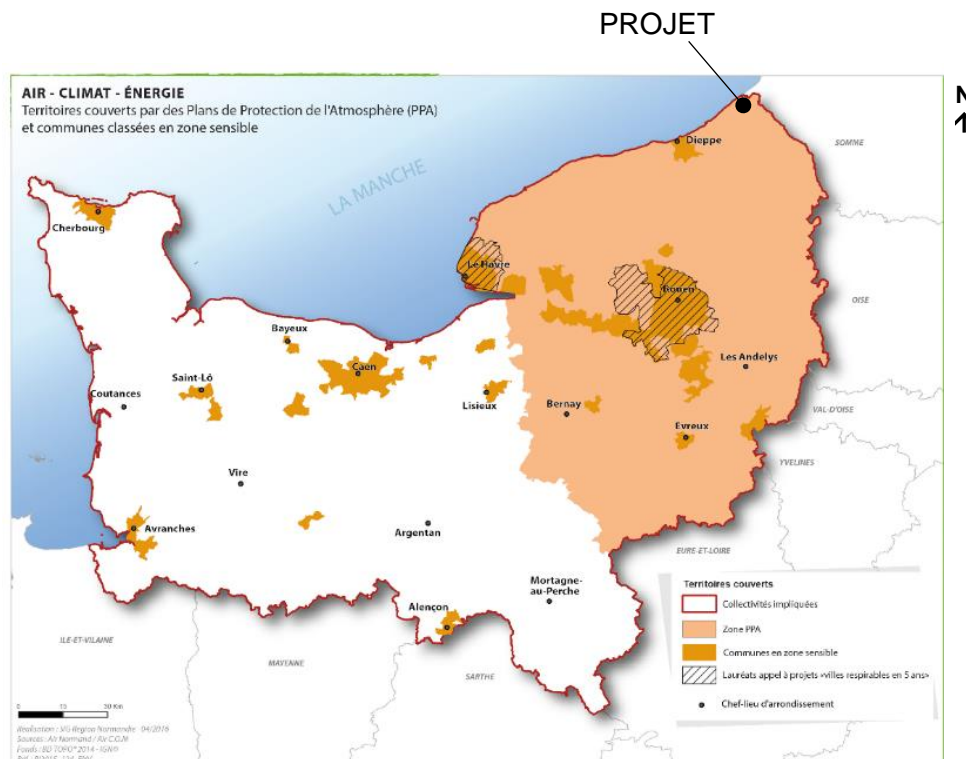 PROJET
N
AIR - CLIMAT - ÉNERGIE
Territoires couverts par des Plans de Protection de l'Atmosphère (PPA)
et communes classées en zone sensible
LA MANCHE
SOMME
Dieppe
Cherbourg
Le Havre
Rouen
OISE
Bayeux
Caen
Les Andelys
Saint-Lô
Coutances
Lisieux
Bernay
VAL-D'OISE
Evreux
Vire
YVELINES
Avranches
Argentan
EURE-ET-LOIRE
Mortagne-
au-Perche
Alençon
ILE-ET-VILAINE
MAYENNE
SARTHE
Territoires couverts
Collectivités impliquées
Zone PPA
Communes en zone sensible
Lauréats appel à projets «villes respirables en 5 ans»
Chef-lieu d'arrondissement
0 15 30 Km
Réalisation : SIG Région Normandie - 04/2016
Sources : Air Normand / Air C.O.M
Fonds : BD TOPO® 2014 - IGN®